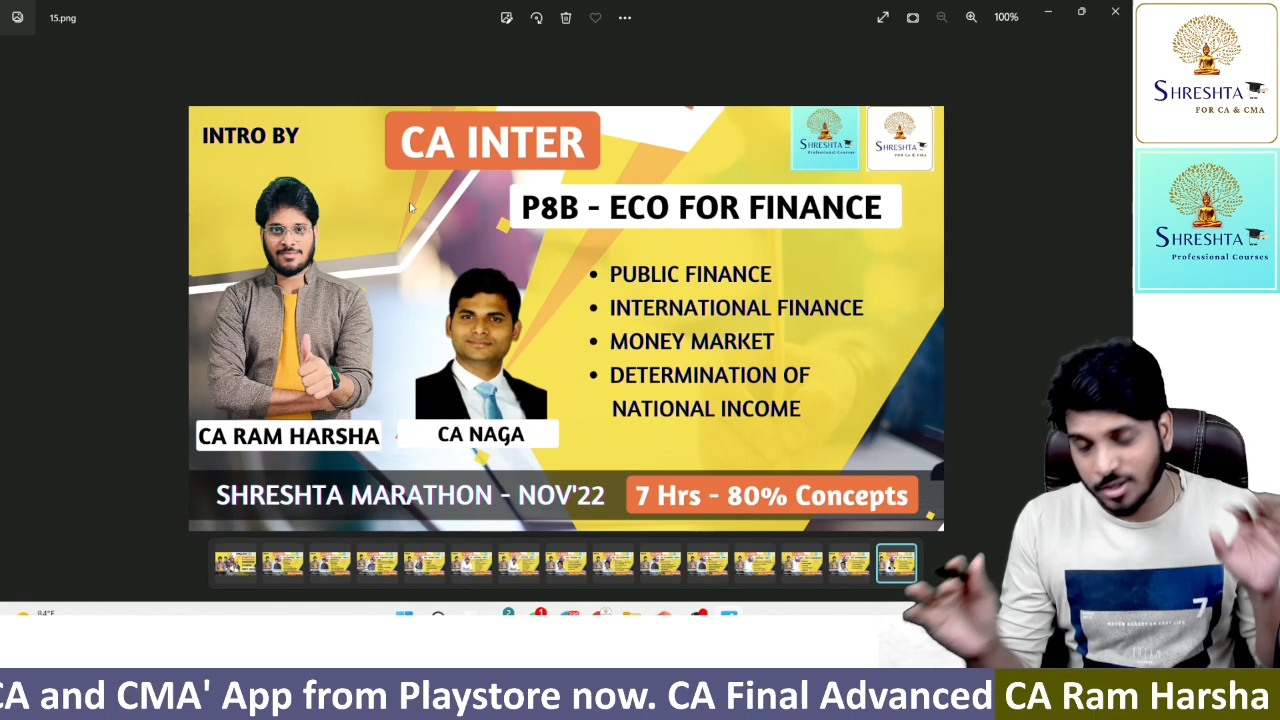 15.png
100%
SHRESHTA
FOR CA & CMA
SHRESHTA
Professional Courses
INTRO BY
CA INTER
SHRESHTA
Professional Courses
SHRESHTA
FOR CA & CMA
P8B - ECO FOR FINANCE
• PUBLIC FINANCE
• INTERNATIONAL FINANCE
• MONEY MARKET
• DETERMINATION OF
NATIONAL INCOME
CA RAM HARSHA
CA NAGA
SHRESHTA MARATHON - NOV'22
7 Hrs - 80% Concepts
84°F
7
CA and CMA' App from Playstore now. CA Final Advanced
CA Ram Harsha